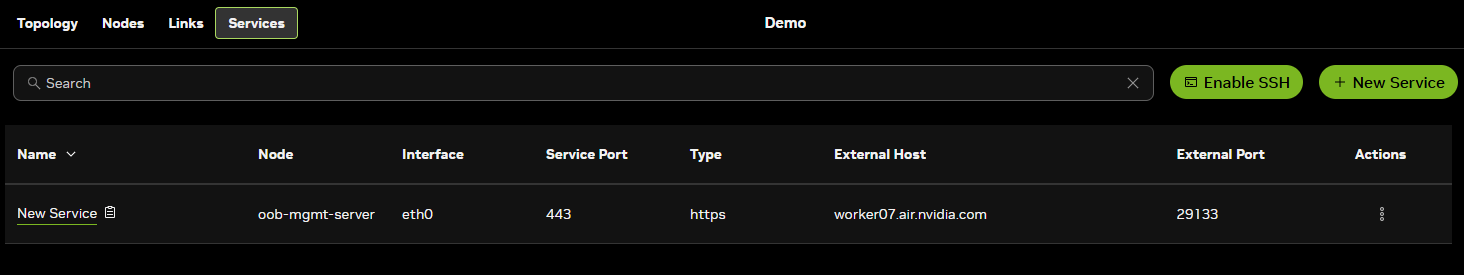 Topology Nodes Links Services Demo
Search Enable SSH + New Service
Name Node Interface Service Port Type External Host External Port Actions
New Service oob-mgmt-server eth0 443 https worker07.air.nvidia.com 29133